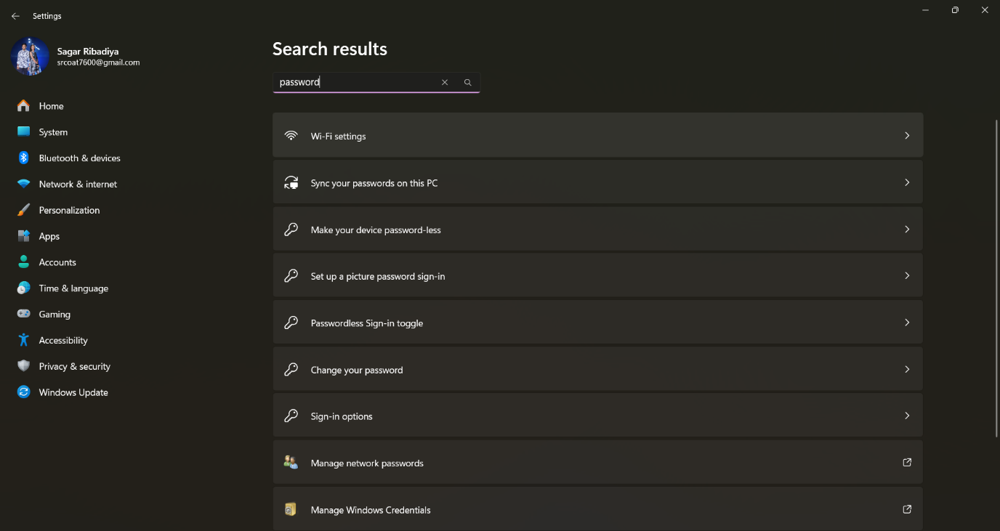 Settings
Sagar Ribadiya
srcoat7600@gmail.com
Home
System
Bluetooth & devices
Network & internet
Personalization
Apps
Accounts
Time & language
Gaming
Accessibility
Privacy & security
Windows Update
Search results
password
Wi-Fi settings
Sync your passwords on this PC
Make your device password-less
Set up a picture password sign-in
Passwordless Sign-in toggle
Change your password
Sign-in options
Manage network passwords
Manage Windows Credentials